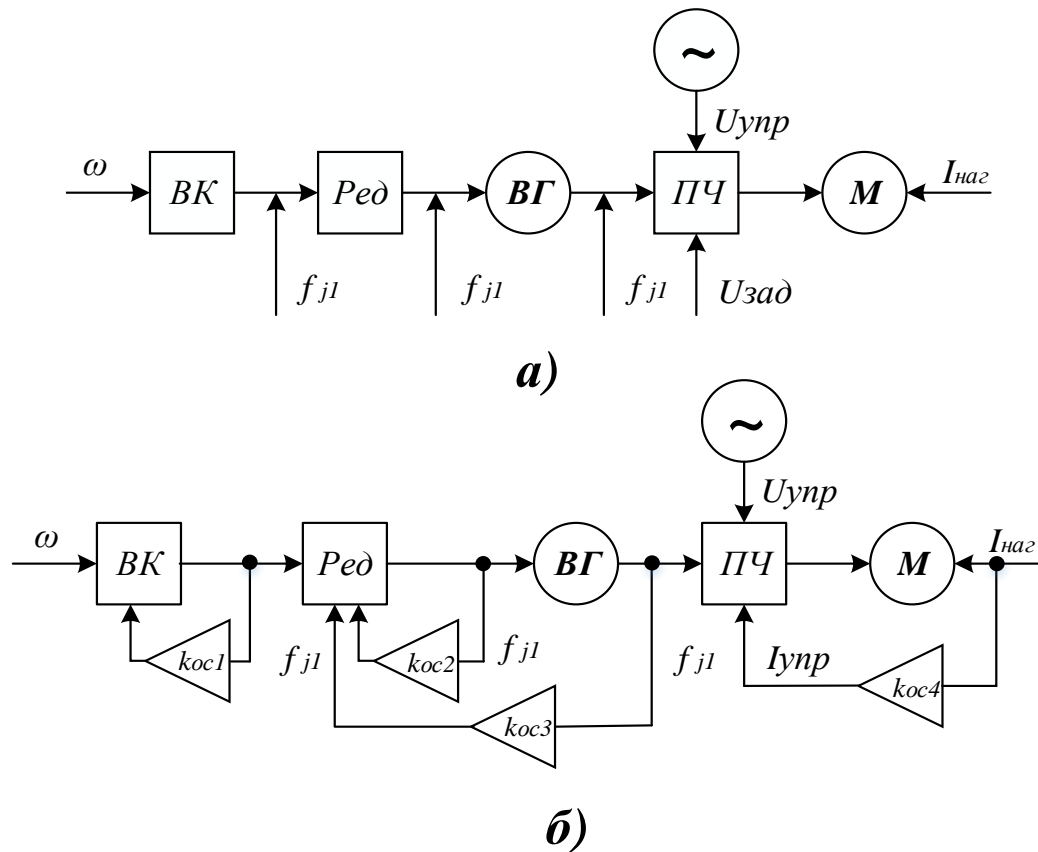 ~
Uупр
ω
ВК
Ред
ВГ
ПЧ
М
Iнаг
fj1
fj1
fj1
Uзад
а)
~
Uупр
ω
ВК
Ред
ВГ
ПЧ
М
Iнаг
kос1
fj1
kос2
fj1
fj1
Iупр
kос4
kос3
б)